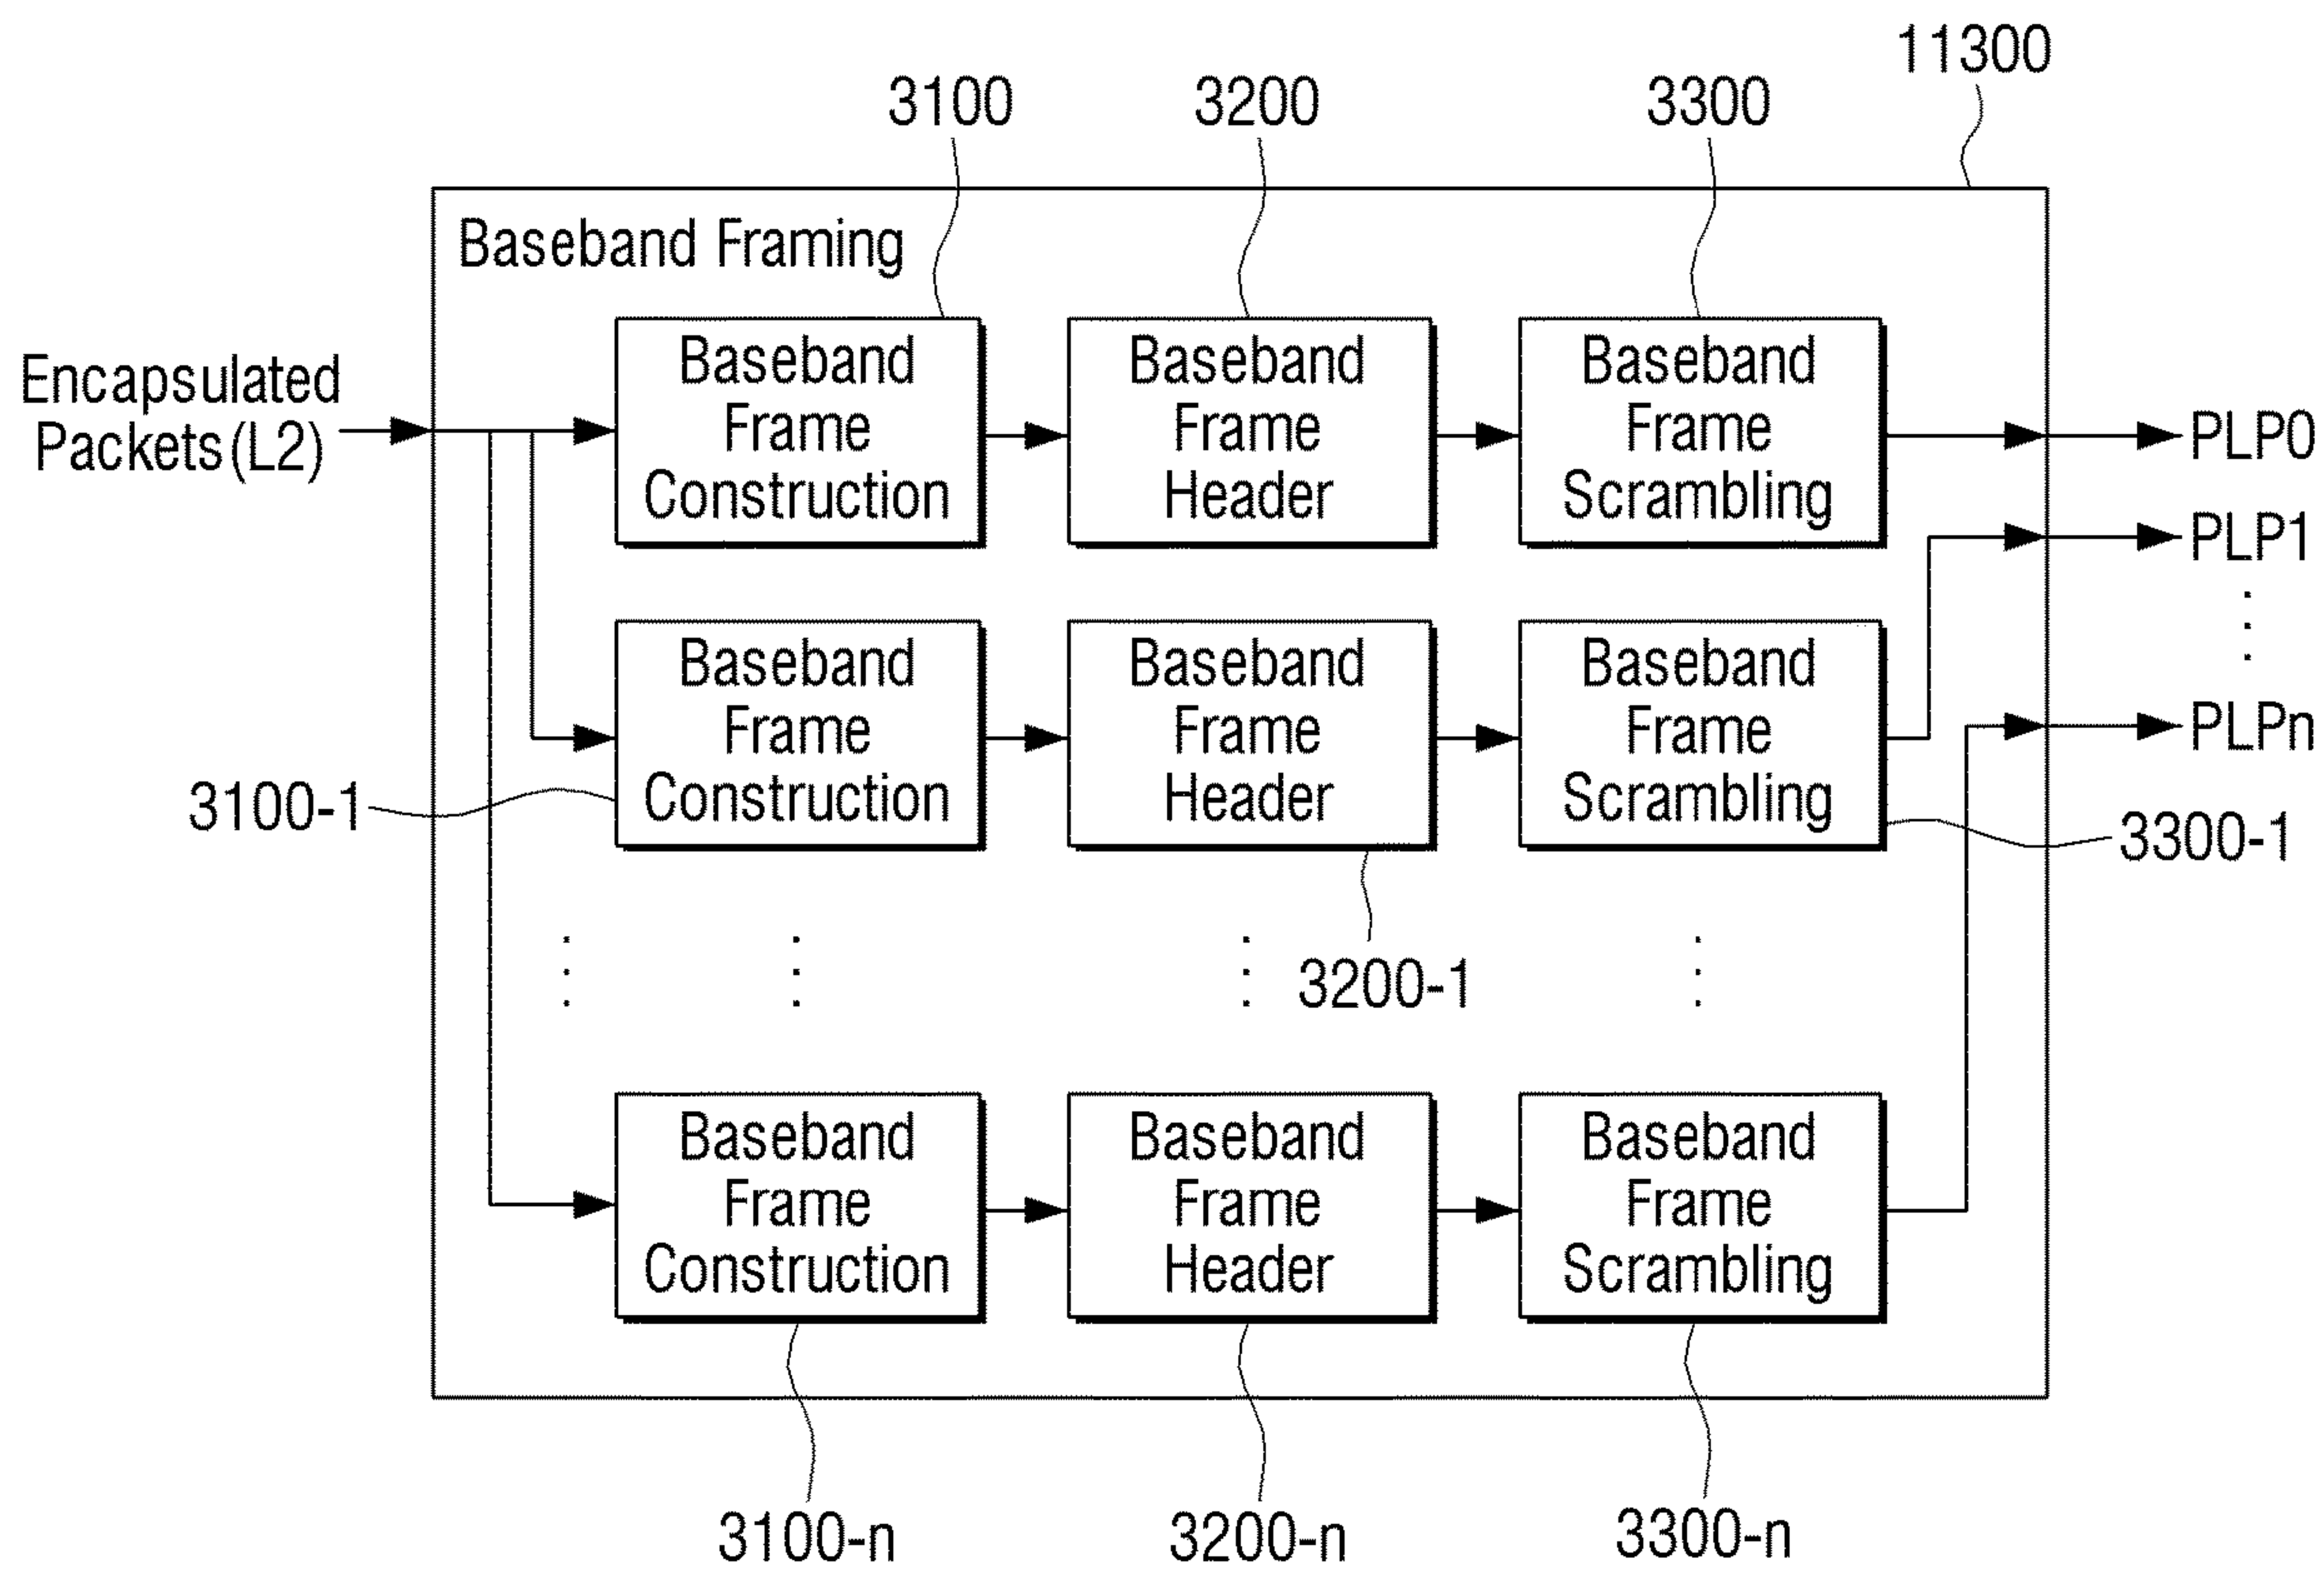 11300
3100
3200
3300
Baseband Framing
Encapsulated
Packets(L2)
Baseband
Frame
Construction
Baseband
Frame
Header
Baseband
Frame
Scrambling
PLP0
PLP1
PLPn
Baseband
Frame
Construction
Baseband
Frame
Header
Baseband
Frame
Scrambling
3100-1
3300-1
3200-1
Baseband
Frame
Construction
Baseband
Frame
Header
Baseband
Frame
Scrambling
3100-n
3200-n
3300-n